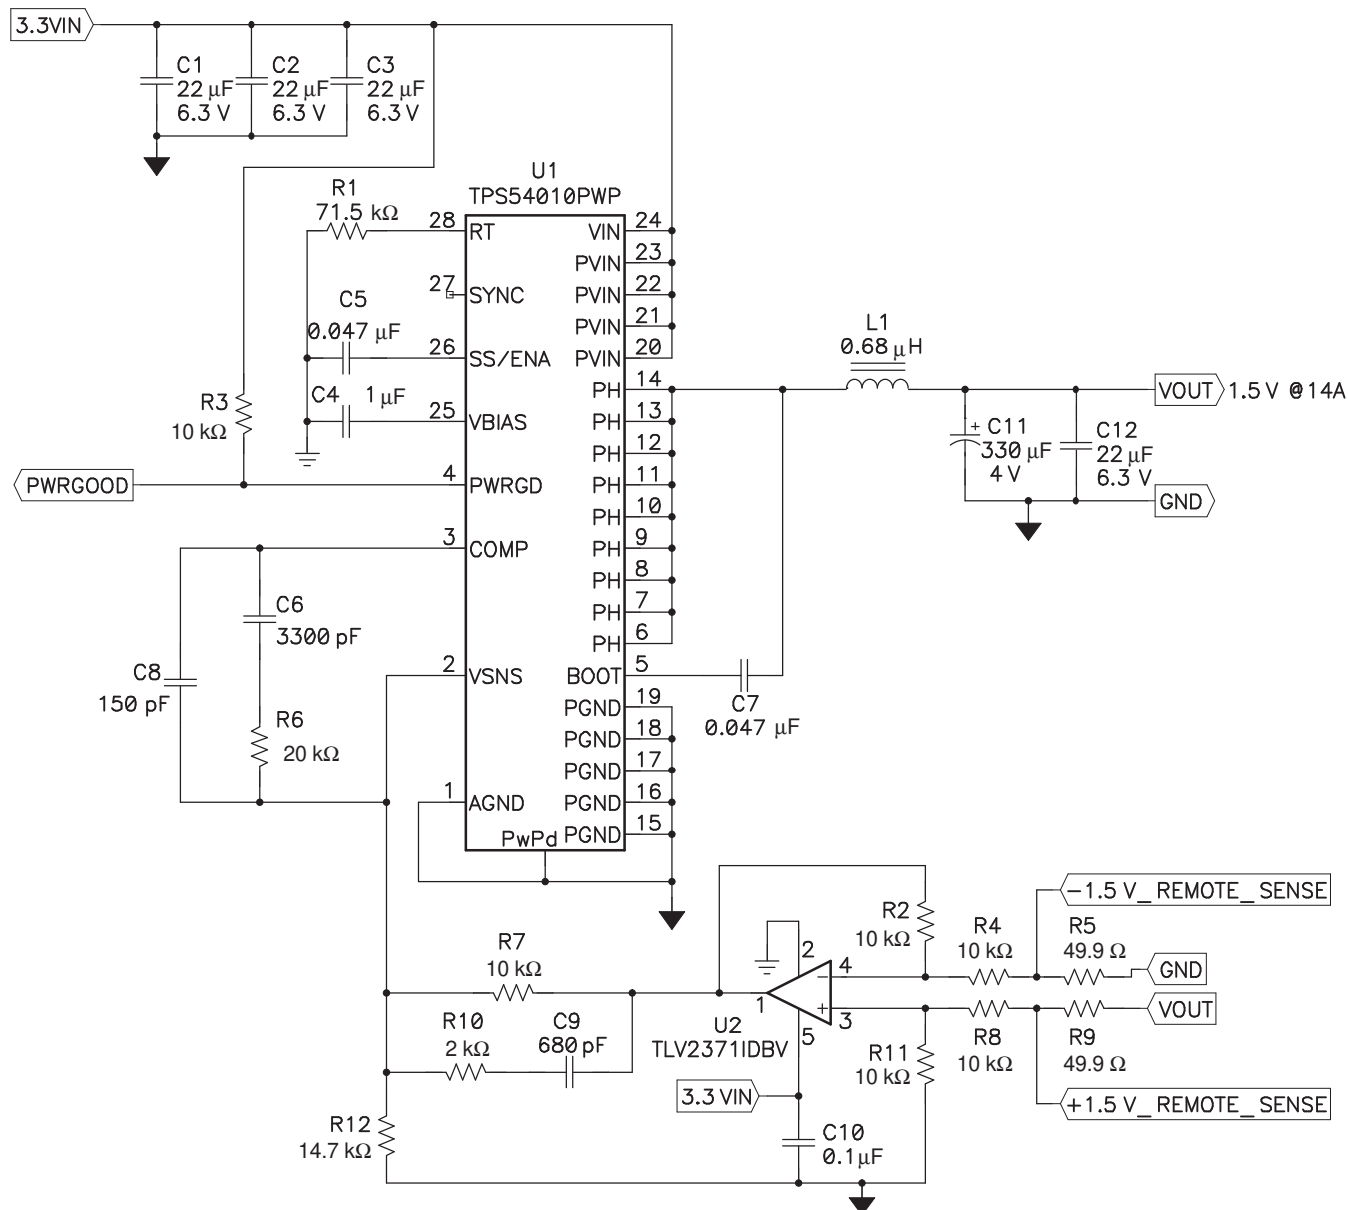 3.3VIN
C1
22 µF
6.3 V
C2
22 µF
6.3 V
C3
22 µF
6.3 V
U1
TPS54010PWP
R1
71.5 kΩ
28
RT
27
SYNC
C5
0.047 µF
26
SS/ENA
C4
1 µF
25
VBIAS
R3
10 kΩ
PWRGOOD
4
PWRGD
3
COMP
C6
3300 pF
C8
150 pF
2
VSNS
R6
20 kΩ
1
AGND
PwPd
VIN
24
PVIN
23
PVIN
22
PVIN
21
PVIN
20
PH
14
PH
13
PH
12
PH
11
PH
10
PH
9
PH
8
PH
7
PH
6
BOOT
5
PGND
19
PGND
18
PGND
17
PGND
16
PGND
15
C7
0.047 µF
L1
0.68 µH
VOUT
1.5 V @14A
+
C11
330 µF
4 V
C12
22 µF
6.3 V
GND
R7
10 kΩ
R10
2 kΩ
C9
680 pF
R12
14.7 kΩ
U2
TLV2371IDBV
1
2
4
−
+
3
5
3.3 VIN
C10
0.1 µF
R2
10 kΩ
R4
10 kΩ
R5
49.9 Ω
−1.5 V_REMOTE_SENSE
GND
VOUT
R11
10 kΩ
R8
10 kΩ
R9
49.9 Ω
+1.5 V_REMOTE_SENSE